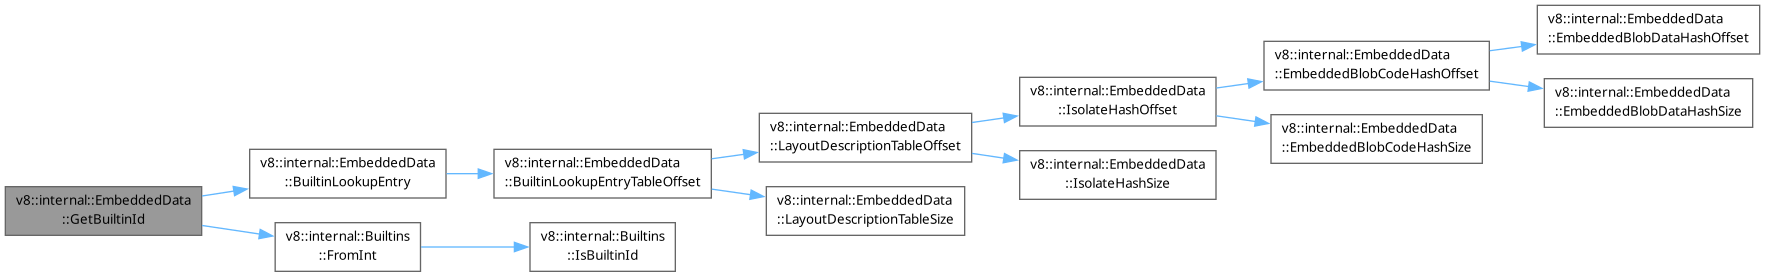 v8::internal::EmbeddedData
::GetBuiltinId
v8::internal::EmbeddedData
::BuiltinLookupEntry
v8::internal::EmbeddedData
::BuiltinLookupEntryTableOffset
v8::internal::EmbeddedData
::LayoutDescriptionTableOffset
v8::internal::EmbeddedData
::IsolateHashOffset
v8::internal::EmbeddedData
::EmbeddedBlobCodeHashOffset
v8::internal::EmbeddedData
::EmbeddedBlobDataHashOffset
v8::internal::EmbeddedData
::EmbeddedBlobDataHashSize
v8::internal::EmbeddedData
::EmbeddedBlobCodeHashSize
v8::internal::EmbeddedData
::IsolateHashSize
v8::internal::EmbeddedData
::LayoutDescriptionTableSize
v8::internal::Builtins
::FromInt
v8::internal::Builtins
::IsBuiltinId